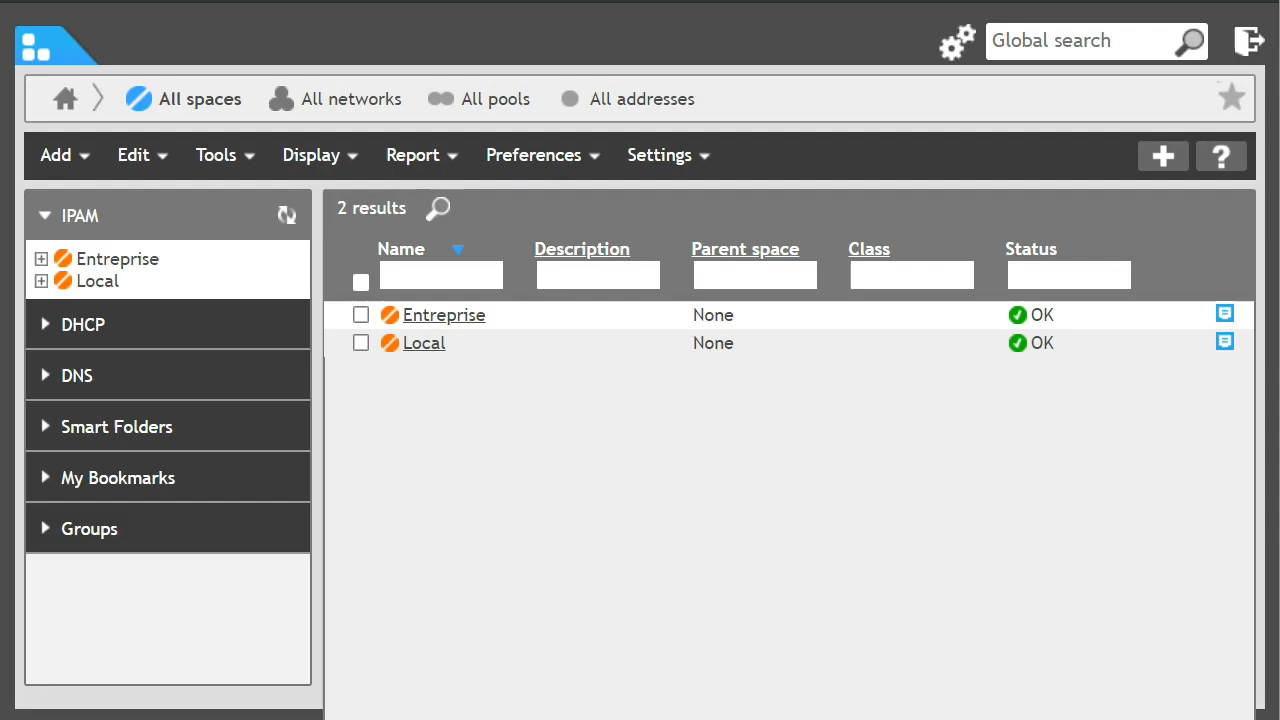 Global search
All spaces All networks All pools All addresses
Add Edit Tools Display Report Preferences Settings + ?
IPAM
Entreprise
Local
DHCP
DNS
Smart Folders
My Bookmarks
Groups
2 results
Name Description Parent space Class Status
Entreprise None OK
Local None OK